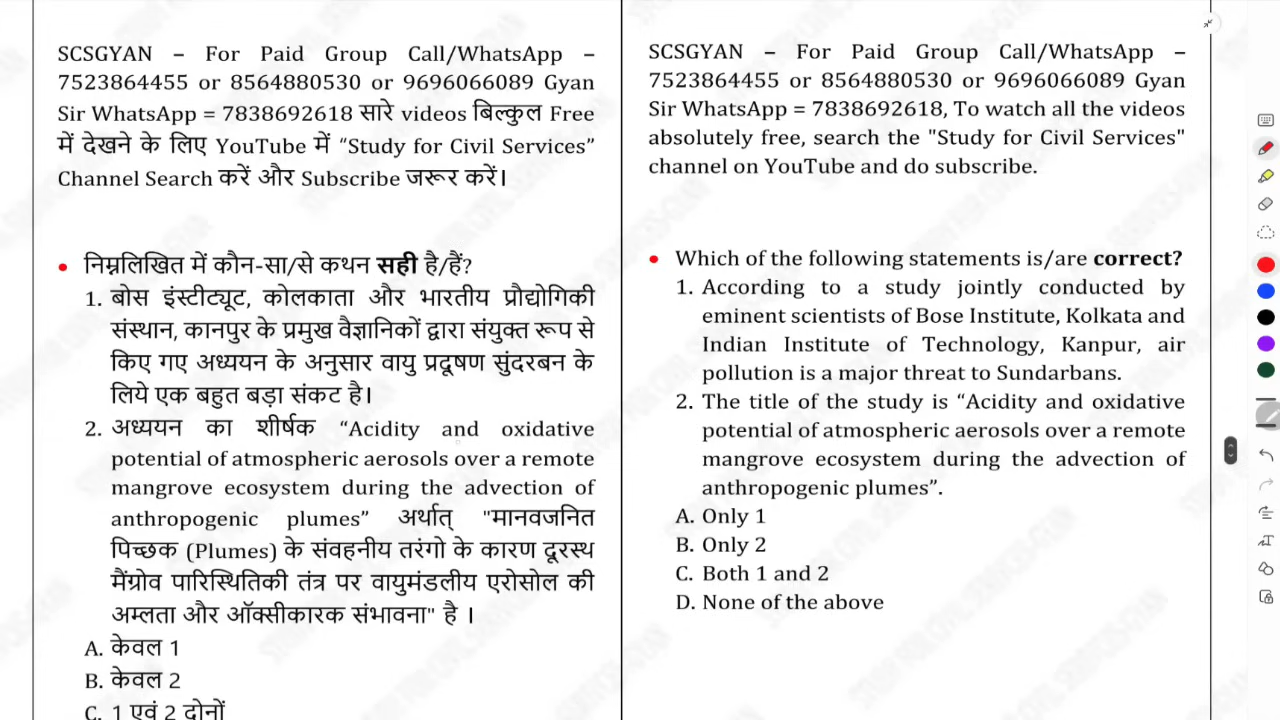 SCSGYAN – For Paid Group Call/WhatsApp –
7523864455 or 8564880530 or 9696066089 Gyan
Sir WhatsApp = 7838692618 सारे videos बिल्कुल Free
में देखने के लिए YouTube में “Study for Civil Services”
Channel Search करें और Subscribe जरूर करें।
• निम्नलिखित में कौन-सा/से कथन सही है/हैं?
1. बोस इंस्टीट्यूट, कोलकाता और भारतीय प्रौद्योगिकी
संस्थान, कानपुर के प्रमुख वैज्ञानिकों द्वारा संयुक्त रूप से
किए गए अध्ययन के अनुसार वायु प्रदूषण सुंदरबन के
लिये एक बहुत बड़ा संकट है।
2. अध्ययन का शीर्षक “Acidity and oxidative
potential of atmospheric aerosols over a remote
mangrove ecosystem during the advection of
anthropogenic plumes” अर्थात् "मानवजनित
पिच्छक (Plumes) के संवहनीय तरंगो के कारण दूरस्थ
मैंग्रोव पारिस्थितिकी तंत्र पर वायुमंडलीय एरोसोल की
अम्लता और ऑक्सीकारक संभावना" है ।
A. केवल 1
B. केवल 2
C. 1 एवं 2 दोनों
SCSGYAN – For Paid Group Call/WhatsApp –
7523864455 or 8564880530 or 9696066089 Gyan
Sir WhatsApp = 7838692618, To watch all the videos
absolutely free, search the "Study for Civil Services"
channel on YouTube and do subscribe.
• Which of the following statements is/are correct?
1. According to a study jointly conducted by
eminent scientists of Bose Institute, Kolkata and
Indian Institute of Technology, Kanpur, air
pollution is a major threat to Sundarbans.
2. The title of the study is “Acidity and oxidative
potential of atmospheric aerosols over a remote
mangrove ecosystem during the advection of
anthropogenic plumes”.
A. Only 1
B. Only 2
C. Both 1 and 2
D. None of the above